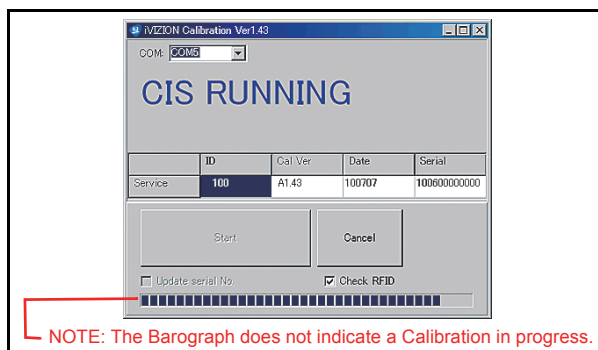 iVIZION Calibration Ver1.43
COM: COM5
CIS RUNNING
ID Cal Ver Date Serial
Service 100 A1.43 100707 100600000000
Start Cancel
Update serial No. Check RFID
NOTE: The Barograph does not indicate a Calibration in progress.